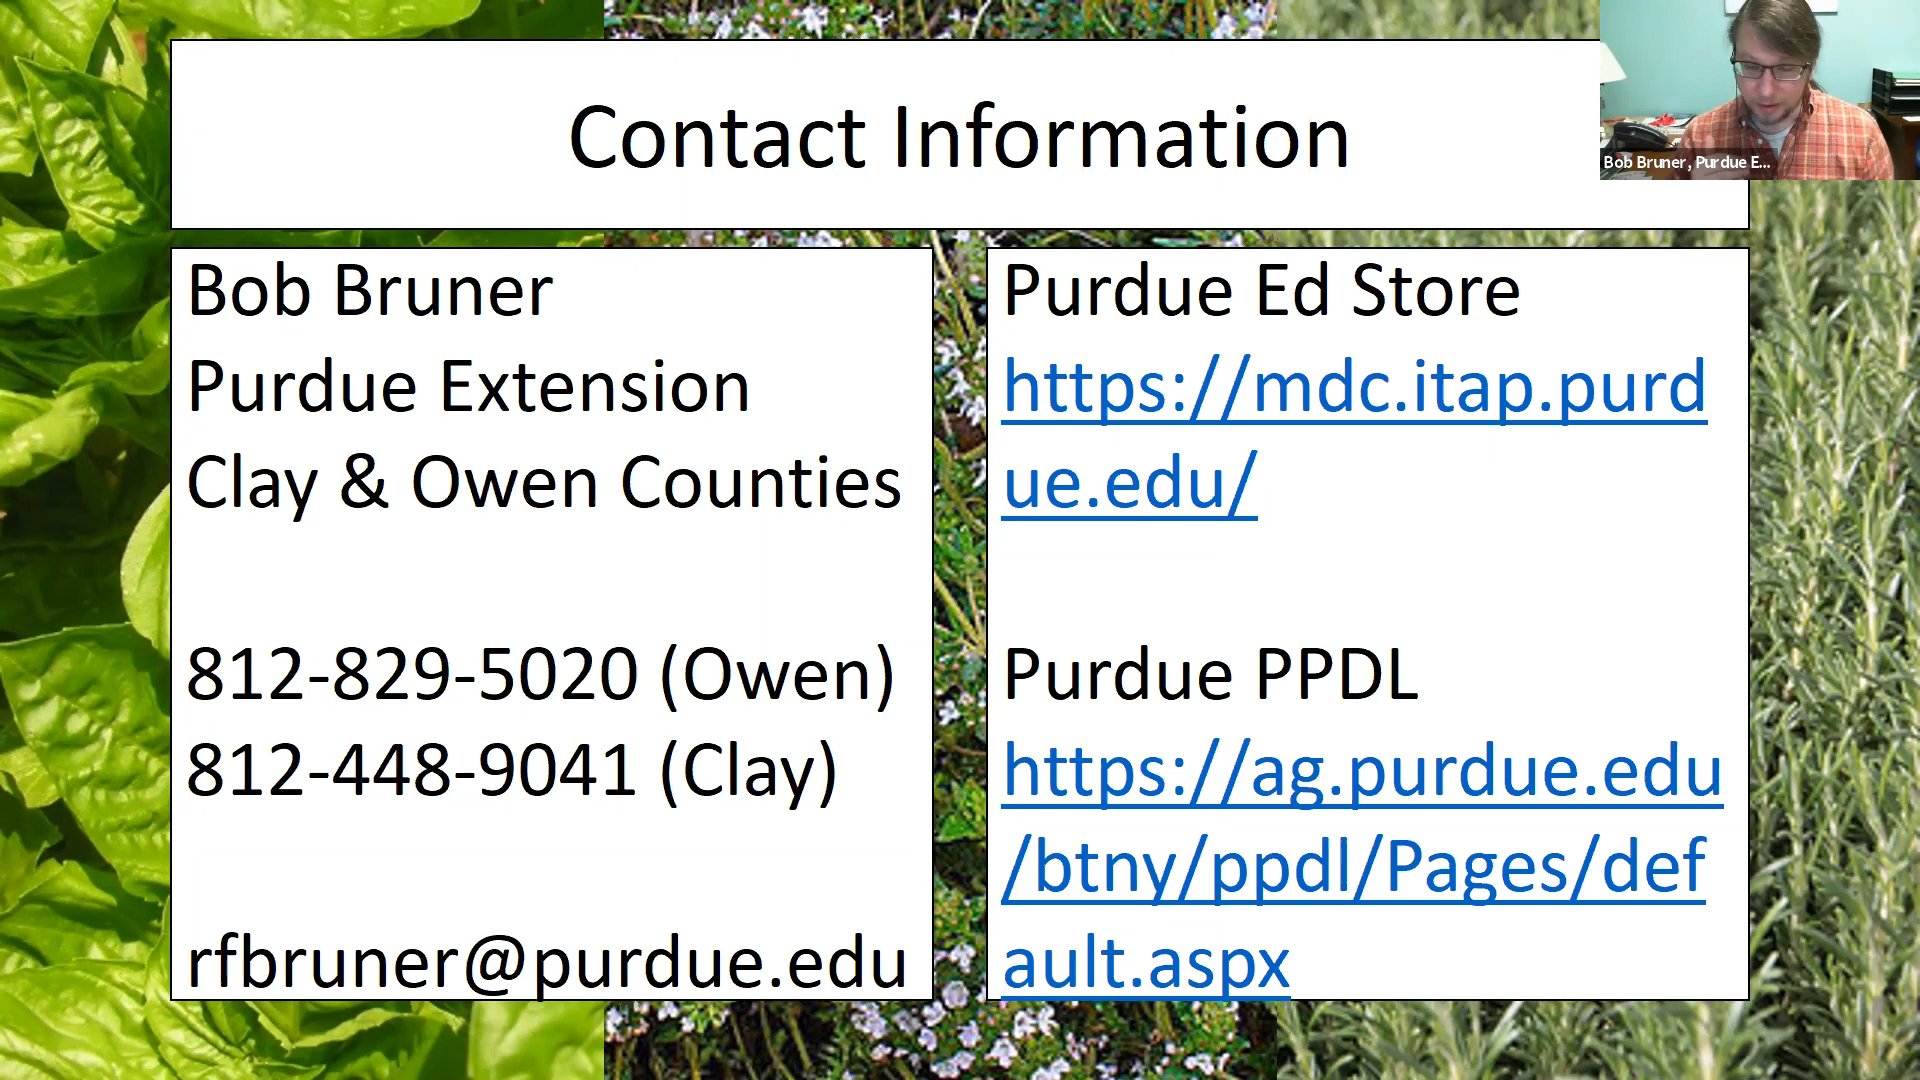 Contact Information
Bob Bruner, Purdue E...
Bob Bruner
Purdue Extension
Clay & Owen Counties
812-829-5020 (Owen)
812-448-9041 (Clay)
rfbruner@purdue.edu
Purdue Ed Store
https://mdc.itap.purd
ue.edu/
Purdue PPDL
https://ag.purdue.edu
/btny/ppdl/Pages/def
ault.aspx